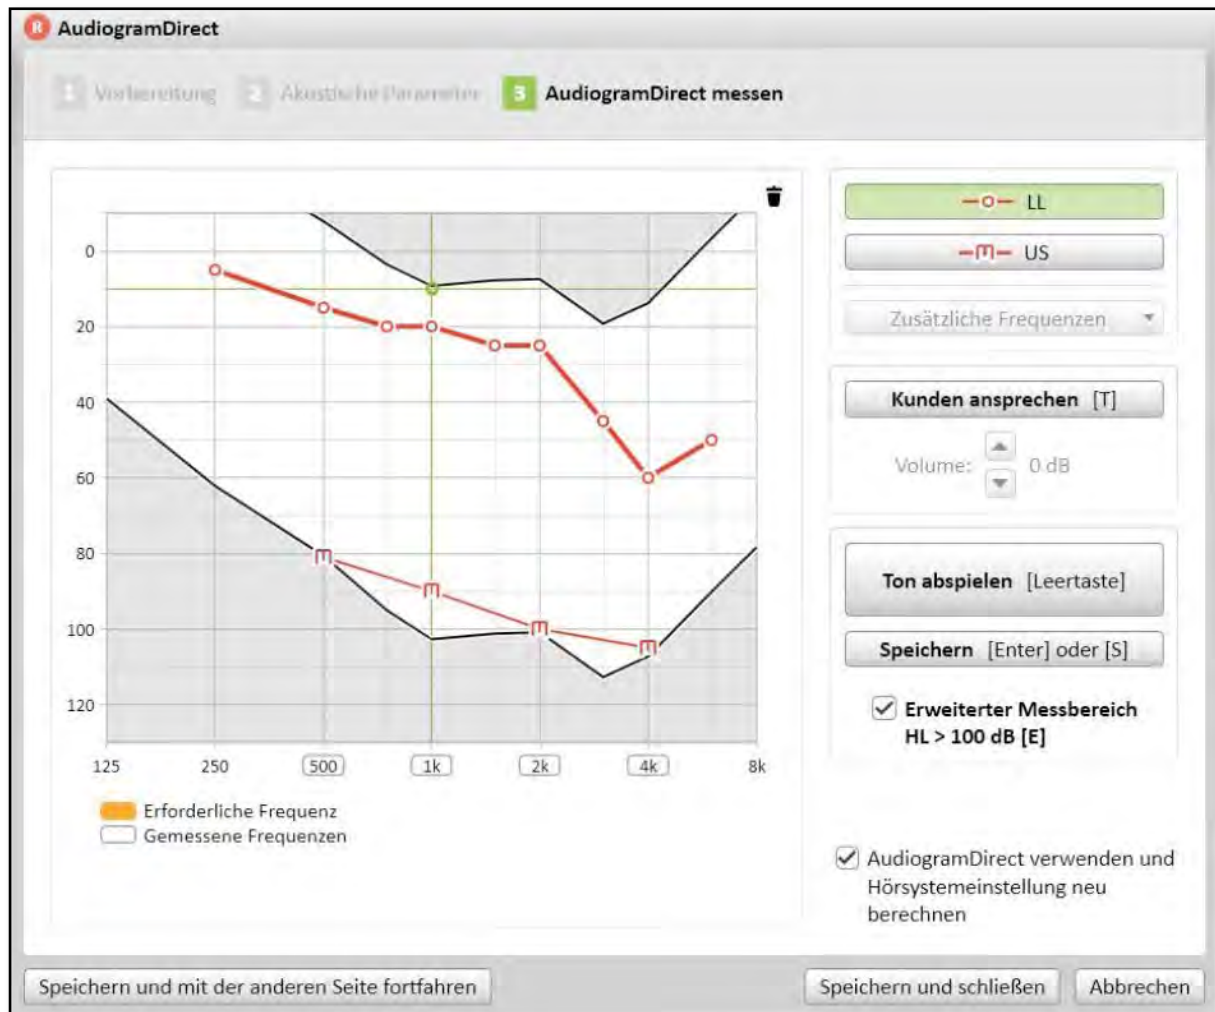 R AudiogramDirect
1 Vorbereitung 2 Akustische Parameter 3 AudiogramDirect messen
0
20
40
60
80
100
120
125 250 500 1k 2k 4k 8k
Erforderliche Frequenz
Gemessene Frequenzen
LL
US
Zusätzliche Frequenzen
Kunden ansprechen [T]
Volume: 0 dB
Ton abspielen [Leertaste]
Speichern [Enter] oder [S]
Erweiterter Messbereich
HL > 100 dB [E]
AudiogramDirect verwenden und
Hörsystemeinstellung neu
berechnen
Speichern und mit der anderen Seite fortfahren Speichern und schließen Abbrechen